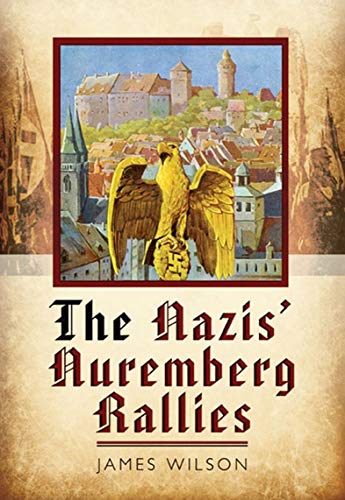 The Nazis'
Nuremberg
Rallies
JAMES WILSON